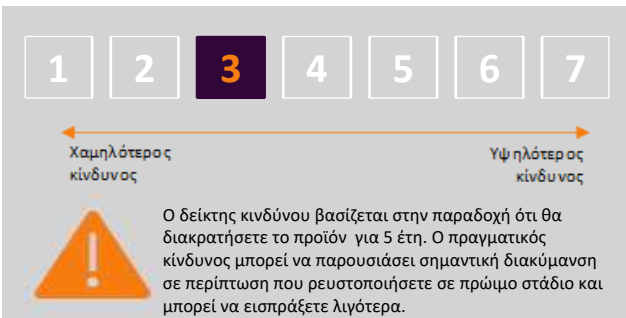 1 2 3 4 5 6 7
Χαμηλότερος Υψηλότερος
κίνδυνος κίνδυνος
Ο δείκτης κινδύνου βασίζεται στην παραδοχή ότι θα
διακρατήσετε το προϊόν για 5 έτη. Ο πραγματικός
κίνδυνος μπορεί να παρουσιάσει σημαντική διακύμανση
σε περίπτωση που ρευστοποιήσετε σε πρώιμο στάδιο και
μπορεί να εισπράξετε λιγότερα.